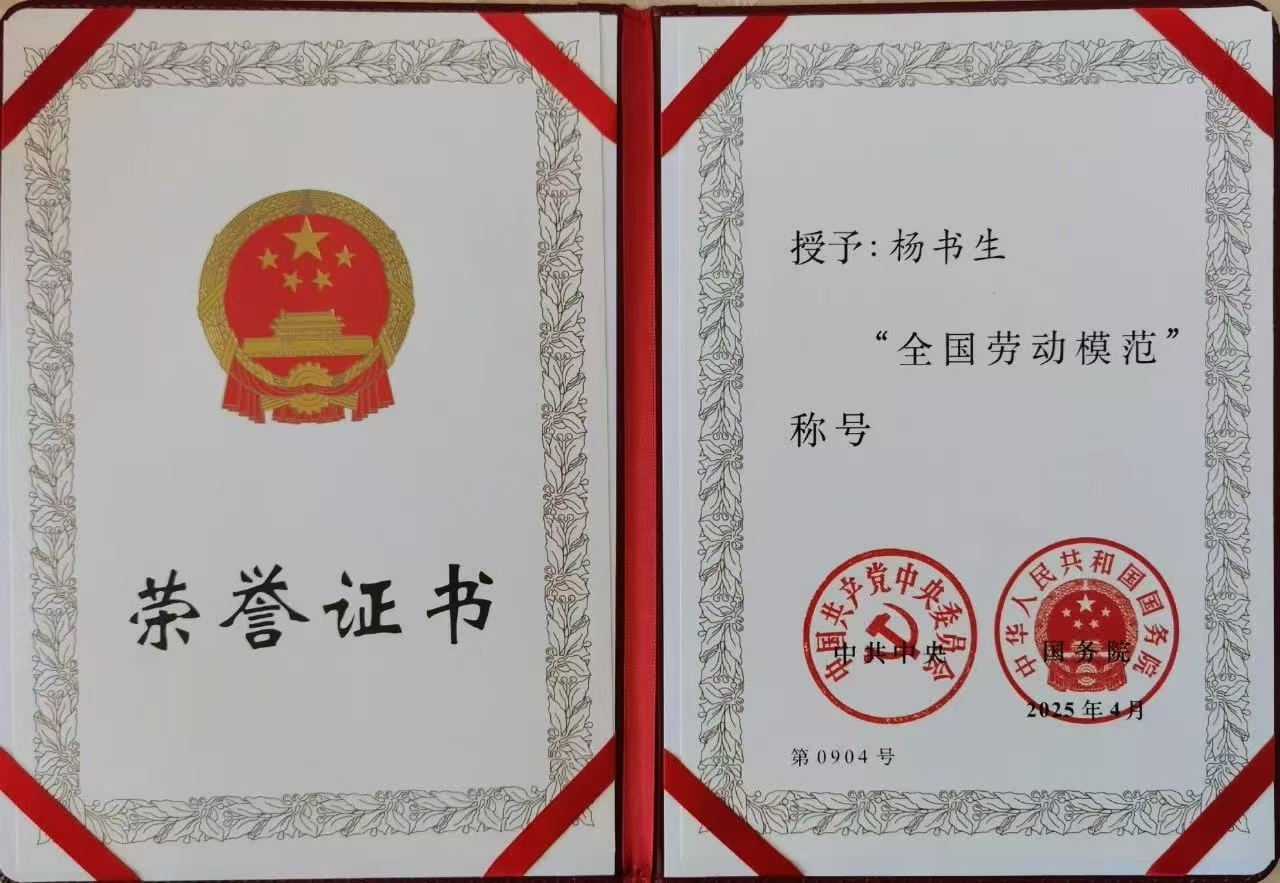 荣誉证书
授予：杨书生
“全国劳动模范”
称号
中国共产党中央委员会
中共中央
中华人民共和国国务院
国务院
2025年4月
第0904号